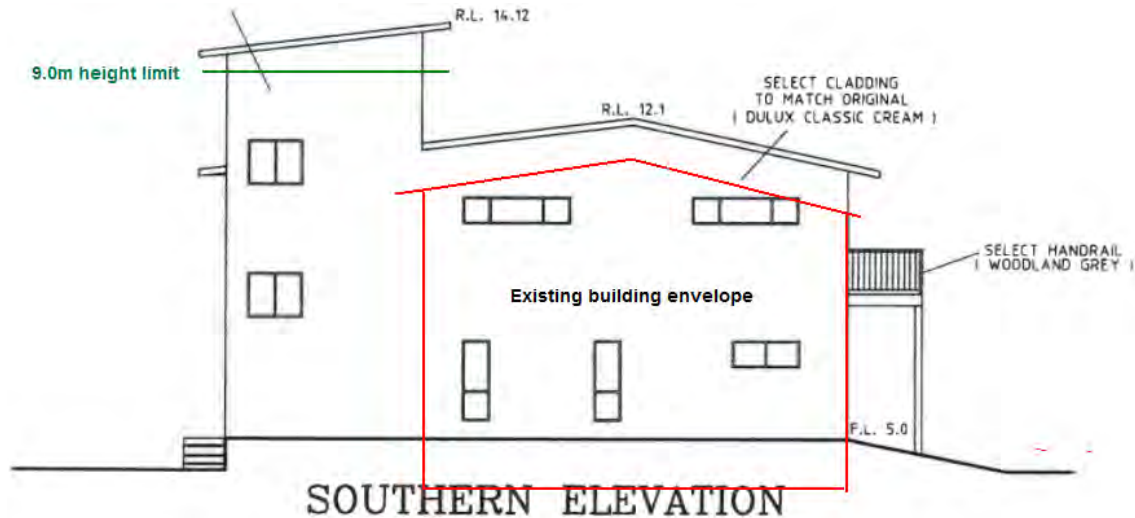 R.L. 14.12
9.0m height limit
SELECT CLADDING
TO MATCH ORIGINAL
( DULUX CLASSIC CREAM )
R.L. 12.1
SELECT HANDRAIL
( WOODLAND GREY )
Existing building envelope
F.L. 5.0
SOUTHERN ELEVATION